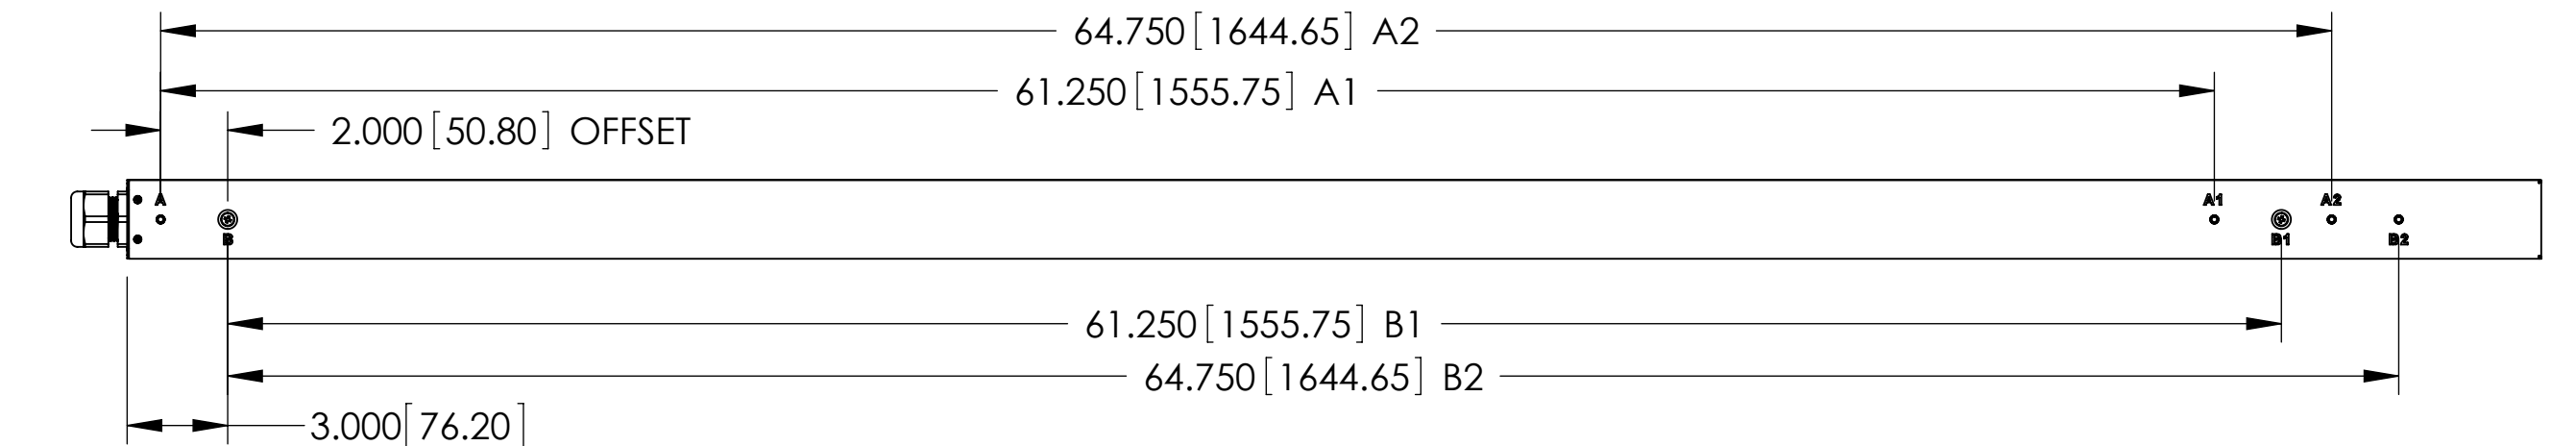 64.750[1644.65] A2
61.250[1555.75] A1
2.000[50.80] OFFSET
A A1 A2
B B1 B2
61.250[1555.75] B1
64.750[1644.65] B2
3.000[76.20]